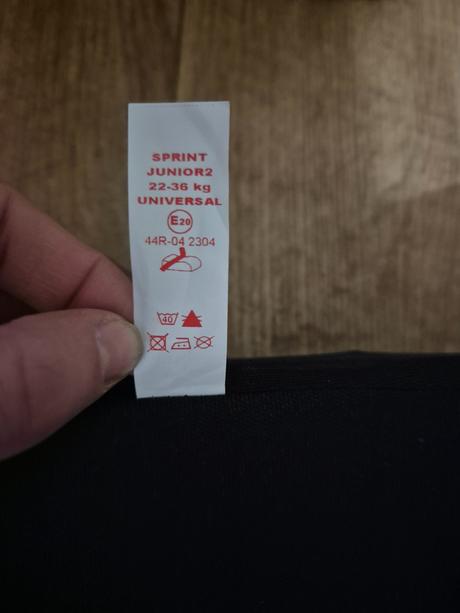 SPRINT
JUNIOR2
22-36 kg
UNIVERSAL
E20
44R-04 2304
40